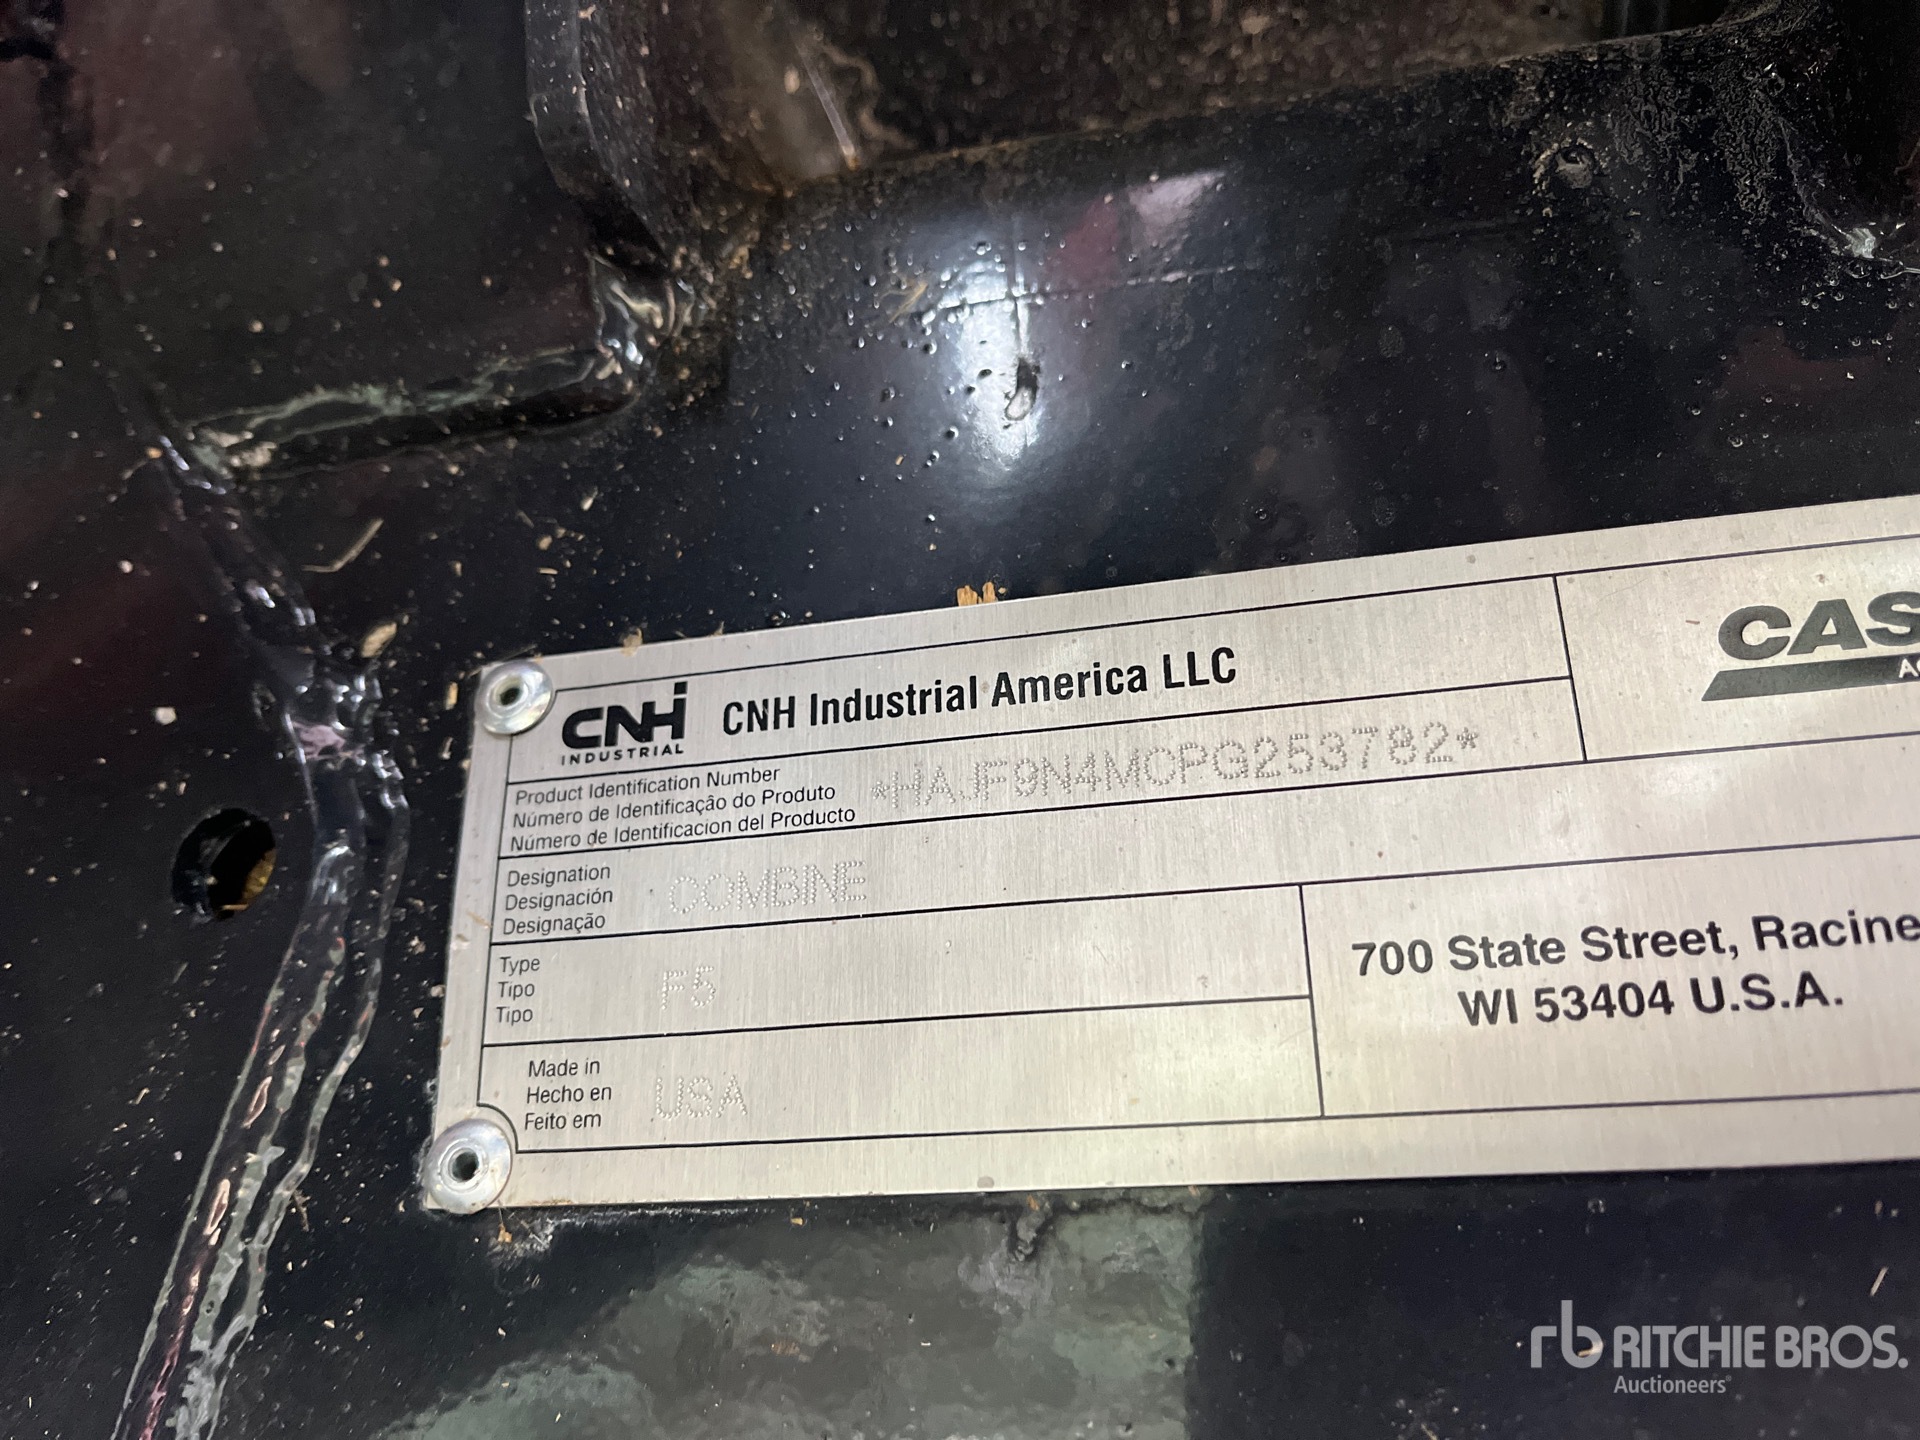 CNH
INDUSTRIAL
CNH Industrial America LLC
CAS
Product Identification Number
Número de Identificação do Produto
Número de Identificacion del Producto
*HAJF9N4MCPG253782*
Designation
Designación
Designação
COMBINE
Type
Tipo
Tipo
F5
700 State Street, Racine
WI 53404 U.S.A.
Made in
Hecho en
Feito em
USA
rb RITCHIE BROS.
Auctioneers